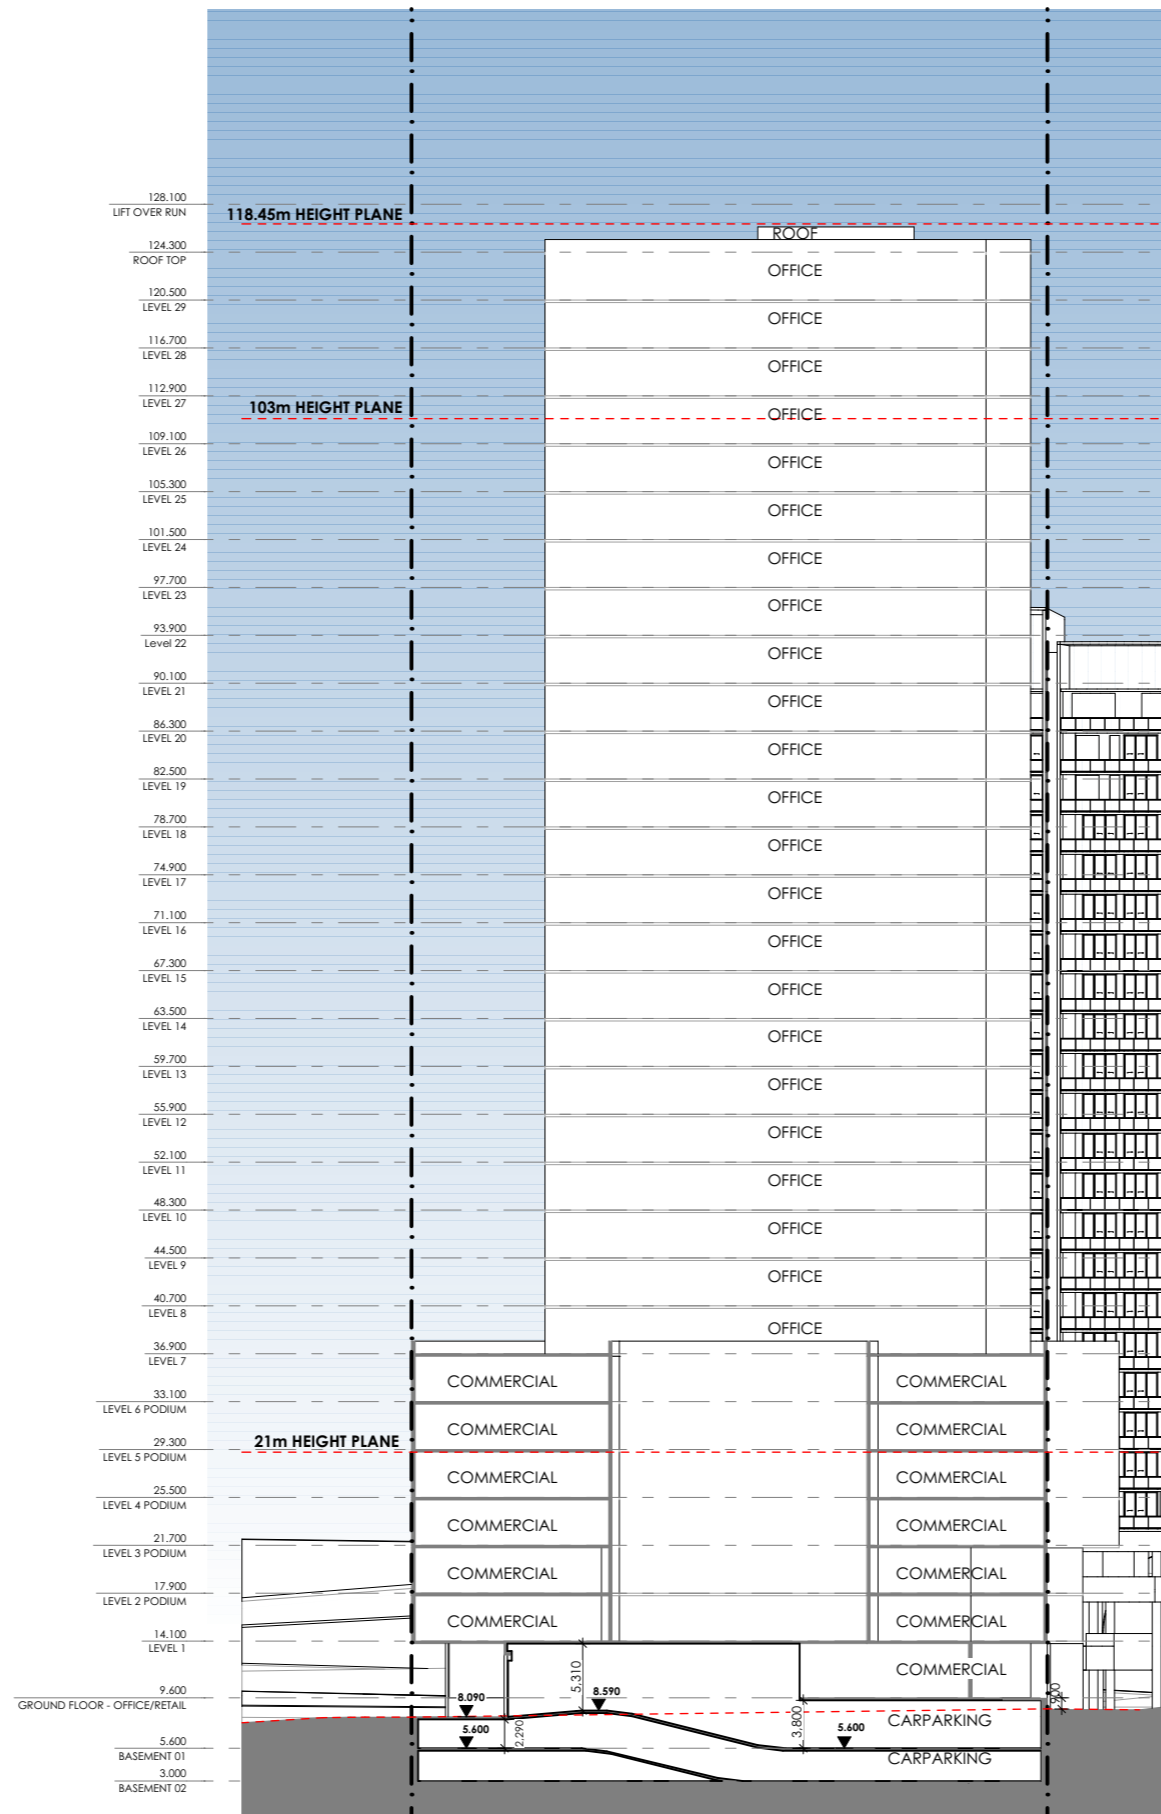 128.100
LIFT OVER RUN
118.45m HEIGHT PLANE
ROOF
124.300
ROOF TOP
OFFICE
120.500
LEVEL 29
OFFICE
116.700
LEVEL 28
OFFICE
112.900
LEVEL 27
103m HEIGHT PLANE
OFFICE
109.100
LEVEL 26
OFFICE
105.300
LEVEL 25
OFFICE
101.500
LEVEL 24
OFFICE
97.700
LEVEL 23
OFFICE
93.900
Level 22
OFFICE
90.100
LEVEL 21
OFFICE
86.300
LEVEL 20
OFFICE
82.500
LEVEL 19
OFFICE
78.700
LEVEL 18
OFFICE
74.900
LEVEL 17
OFFICE
71.100
LEVEL 16
OFFICE
67.300
LEVEL 15
OFFICE
63.500
LEVEL 14
OFFICE
59.700
LEVEL 13
OFFICE
55.900
LEVEL 12
OFFICE
52.100
LEVEL 11
OFFICE
48.300
LEVEL 10
OFFICE
44.500
LEVEL 9
OFFICE
40.700
LEVEL 8
OFFICE
36.900
LEVEL 7
COMMERCIAL COMMERCIAL
33.100
LEVEL 6 PODIUM
COMMERCIAL COMMERCIAL
21m HEIGHT PLANE
29.300
LEVEL 5 PODIUM
COMMERCIAL COMMERCIAL
25.500
LEVEL 4 PODIUM
COMMERCIAL COMMERCIAL
21.700
LEVEL 3 PODIUM
COMMERCIAL COMMERCIAL
17.900
LEVEL 2 PODIUM
COMMERCIAL COMMERCIAL
14.100
LEVEL 1
COMMERCIAL
5,310
9.600
GROUND FLOOR - OFFICE/RETAIL
8.090
8.590
900
3,800
CARPARKING
5.600
2,290
5.600
5.600
BASEMENT 01
CARPARKING
3.000
BASEMENT 02